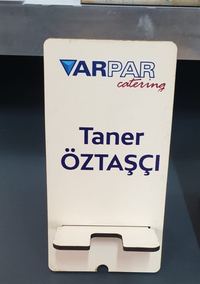 VARPAR
catering
Taner
ÖZTAŞÇI